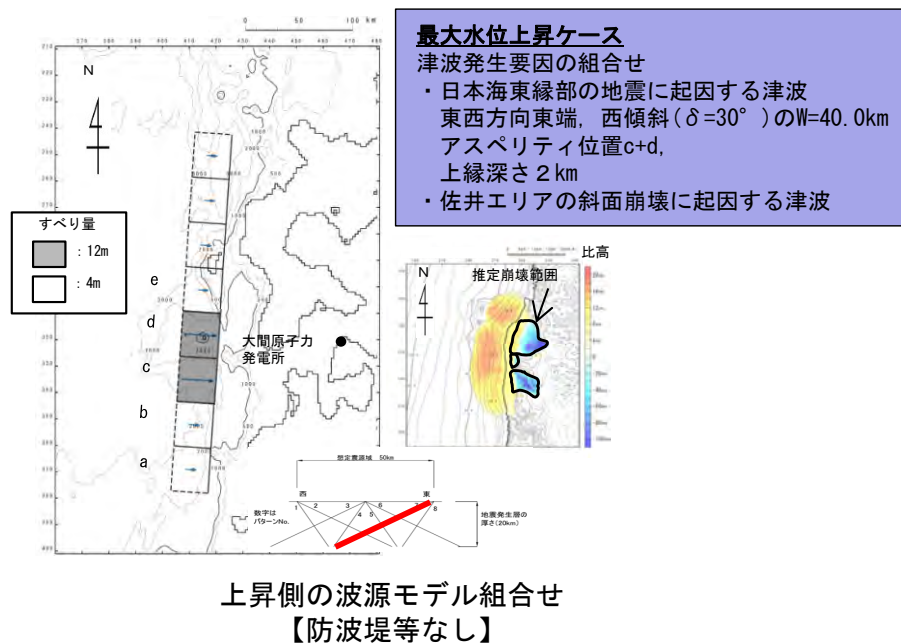 最大水位上昇ケース
津波発生要因の組合せ
・日本海東縁部の地震に起因する津波
東西方向東端, 西傾斜(δ=30°)のW=40.0km
アスペリティ位置c+d,
上縁深さ2km
・佐井エリアの斜面崩壊に起因する津波
0 50 100 km
N
すべり量
: 12m
: 4m
e
d
c
b
a
大間原子力
発電所
推定崩壊範囲
比高
N
想定震源域 50km
西
東
数字は
パターンNo.
1 2 3 4 5 6 7 8
地震発生層の
厚さ(20km)
上昇側の波源モデル組合せ
【防波堤等なし】